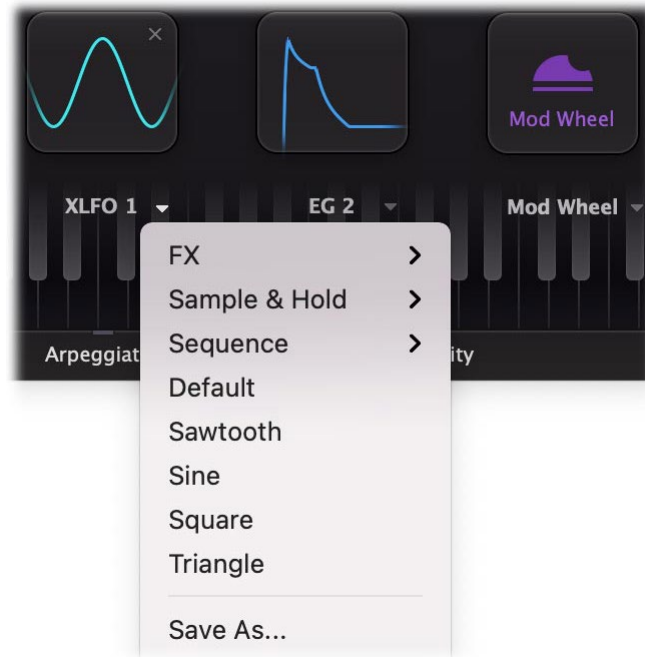 Mod Wheel
XLFO 1
EG 2
Mod Wheel
FX
Sample & Hold
Sequence
Arpeggiat
ity
Default
Sawtooth
Sine
Square
Triangle
Save As...